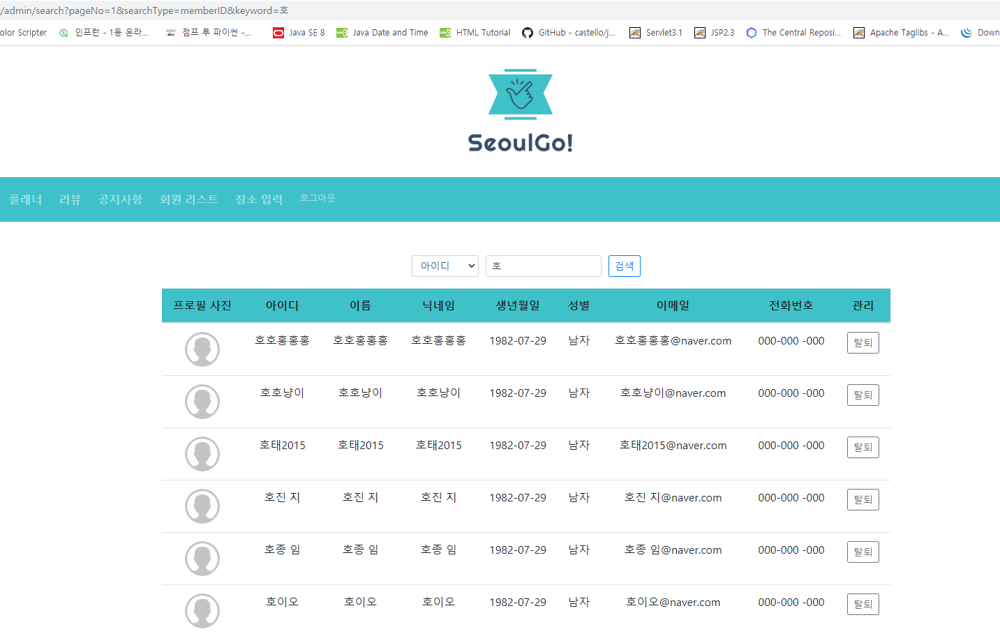 /admin/search?pageNo=1&searchType=memberID&keyword=호
olor Scripter 인프런 - 1등 온라... wiki docs 점프 투 파이썬 -... Java SE 8 w3 Java Date and Time w3 HTML Tutorial GitHub - castello/j... Servlet3.1 JSP2.3 The Central Reposi... Apache Taglibs - A... Down
SeoulGo!
플래너 리뷰 공지사항 회원 리스트 장소 입력 로그아웃
아이디 호 검색
프로필 사진 아이디 이름 닉네임 생년월일 성별 이메일 전화번호 관리
호호홍홍홍 호호홍홍홍 호호홍홍홍 1982-07-29 남자 호호홍홍홍@naver.com 000-000 -000 탈퇴
호호냥이 호호냥이 호호냥이 1982-07-29 남자 호호냥이@naver.com 000-000 -000 탈퇴
호태2015 호태2015 호태2015 1982-07-29 남자 호태2015@naver.com 000-000 -000 탈퇴
호진 지 호진 지 호진 지 1982-07-29 남자 호진 지@naver.com 000-000 -000 탈퇴
호종 임 호종 임 호종 임 1982-07-29 남자 호종 임@naver.com 000-000 -000 탈퇴
호이오 호이오 호이오 1982-07-29 남자 호이오@naver.com 000-000 -000 탈퇴